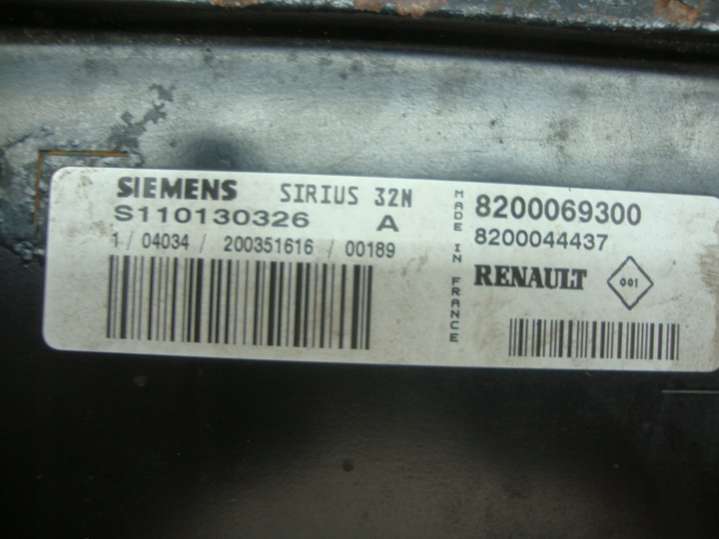 SIEMENS SIRIUS 32N
S110130326 A
1 / 04034 / 200351616 / 00189
MADE IN FRANCE
8200069300
8200044437
RENAULT 001